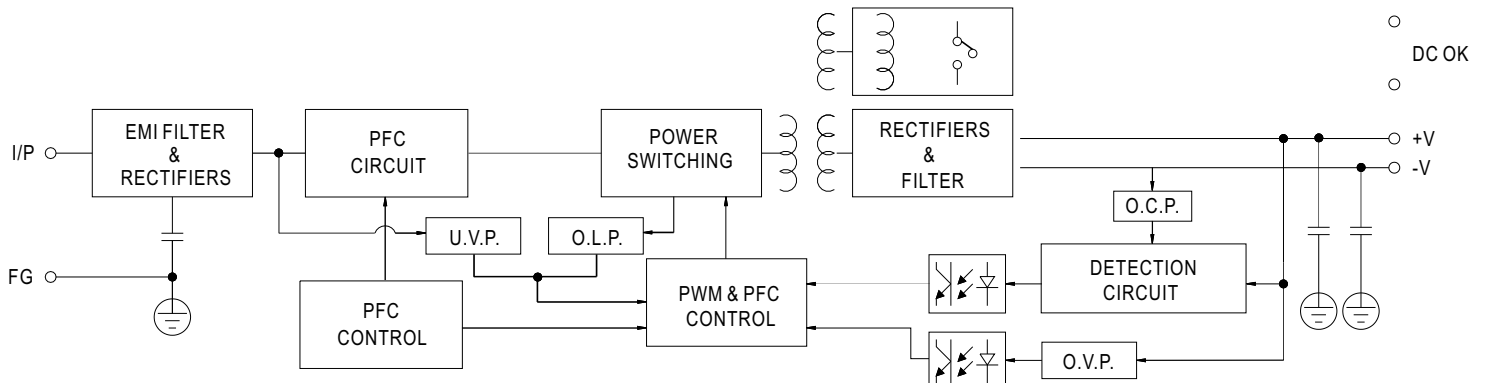 DC OK
I/P
EMI FILTER
&
RECTIFIERS
PFC
CIRCUIT
POWER
SWITCHING
RECTIFIERS
&
FILTER
+V
-V
O.C.P.
U.V.P.
O.L.P.
FG
PFC
CONTROL
PWM & PFC
CONTROL
DETECTION
CIRCUIT
O.V.P.